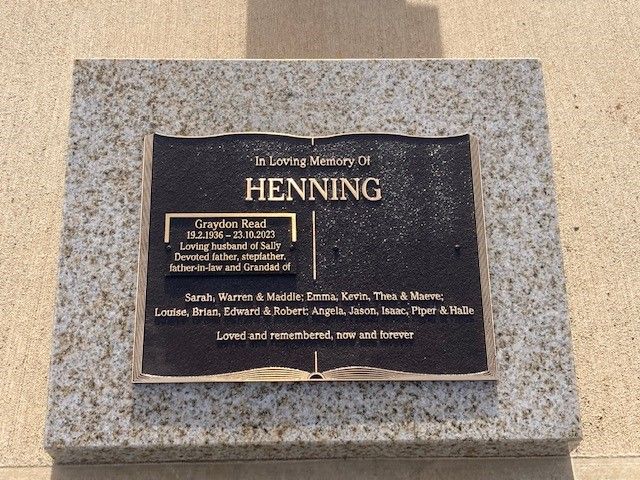 In Loving Memory Of
HENNING
Graydon Read
19.2.1936 – 23.10.2023
Loving husband of Sally
Devoted father, stepfather,
father-in-law and Grandad of
Sarah, Warren & Maddie; Emma, Kevin, Thea & Maeve;
Louise, Brian, Edward & Robert; Angela, Jason, Isaac, Piper & Halle
Loved and remembered, now and forever